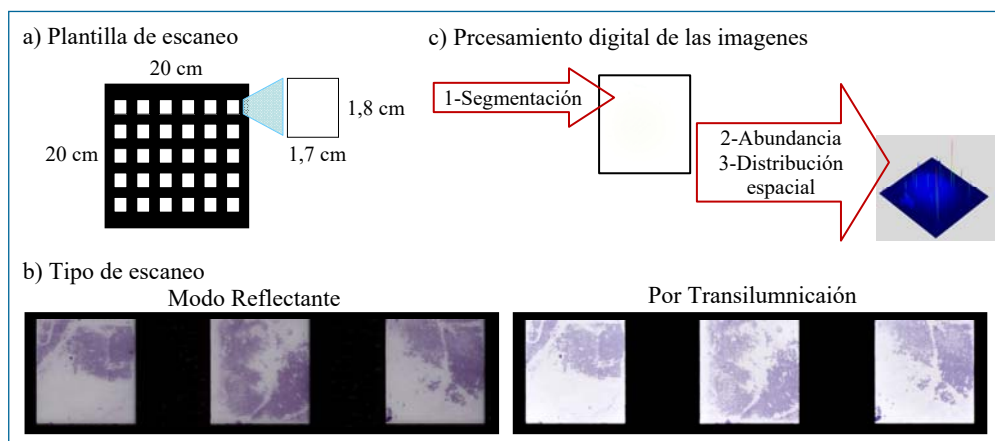 a) Plantilla de escaneo
20 cm
20 cm
1,8 cm
1,7 cm
c) Prcesamiento digital de las imagenes
1-Segmentación
2-Abundancia
3-Distribución
espacial
b) Tipo de escaneo
Modo Reflectante
Por Transilumnicaión